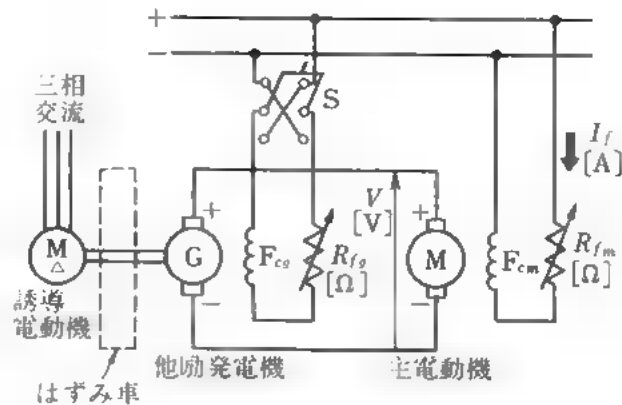 +
−
三相
交流
S
I_f
[A]
V
[V]
+
+
M
△
G
F_cg
R_fg
[Ω]
M
F_cm
R_fm
[Ω]
−
−
誘導
電動機
他励発電機
主電動機
はずみ車